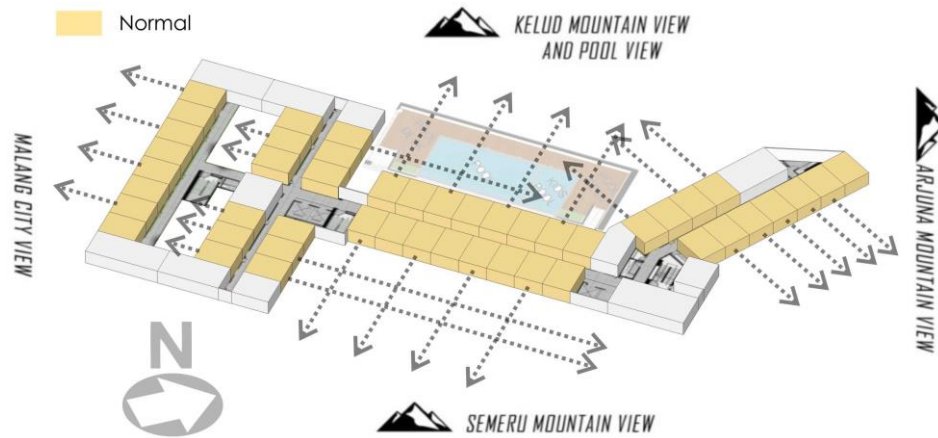 Normal
KELUD MOUNTAIN VIEW
AND POOL VIEW
MALANG CITY VIEW
ARJUNA MOUNTAIN VIEW
N
SEMERU MOUNTAIN VIEW